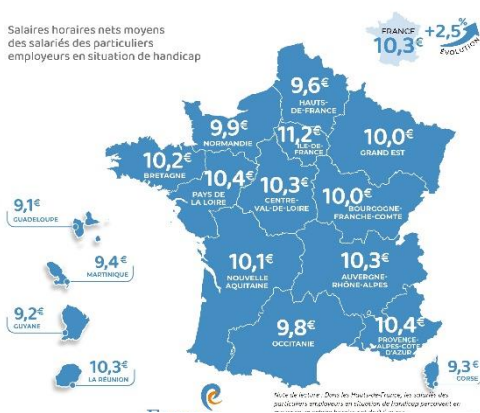 Salaires horaires nets moyens
des salariés des particuliers
employeurs en situation de handicap
FRANCE
10,3€
+2,5%
ÉVOLUTION
9,6€
HAUTS-
DE-FRANCE
9,9€
NORMANDIE
11,2€
ILE-DE-
FRANCE
10,0€
GRAND EST
10,2€
BRETAGNE
10,4€
PAYS DE
LA LOIRE
10,3€
CENTRE-
VAL-DE-LOIRE
10,0€
BOURGOGNE-
FRANCHE-COMTE
9,1€
GUADELOUPE
9,4€
MARTINIQUE
10,1€
NOUVELLE
AQUITAINE
10,3€
AUVERGNE-
RHÔNE-ALPES
9,2€
GUYANE
9,8€
OCCITANIE
10,4€
PROVENCE-
ALPES-COTE
D'AZUR
10,3€
LA RÉUNION
9,3€
CORSE
Note de lecture : Dans les Hauts-de-France, les salariés des
particuliers employeurs en situation de handicap perçoivent en